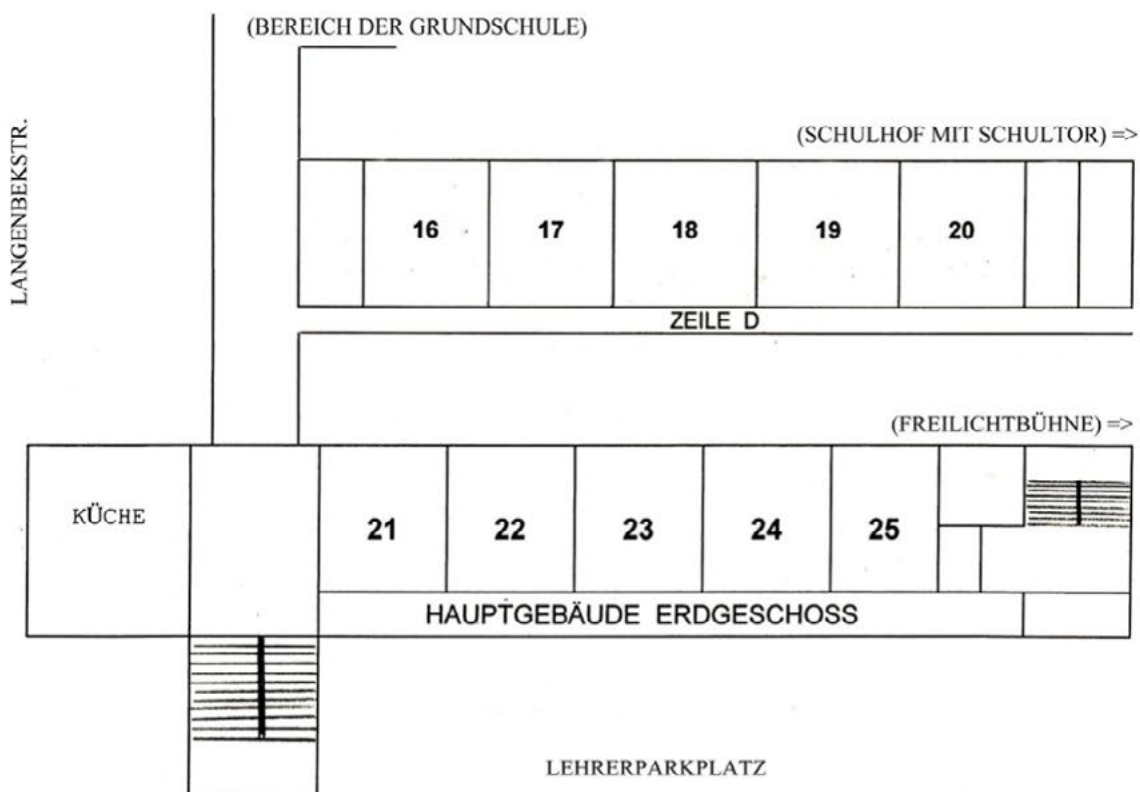 (BEREICH DER GRUNDSCHULE)
LANGENBEKSTR.
(SCHULHOF MIT SCHULTOR) =>
16 17 18 19 20
ZEILE D
(FREILICHTBÜHNE) =>
KÜCHE
21 22 23 24 25
HAUPTGEBÄUDE ERDGESCHOSS
LEHRERPARKPLATZ